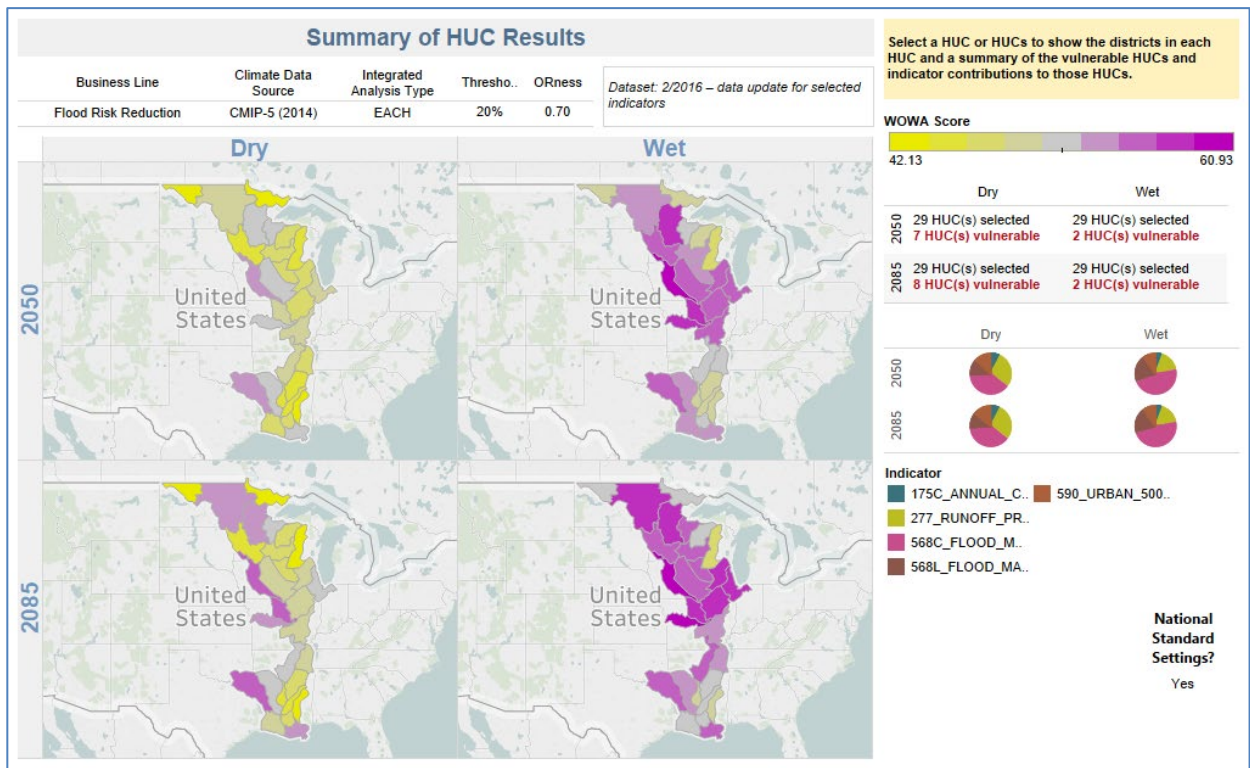 Summary of HUC Results
Business Line
Climate Data
Source
Integrated
Analysis Type
Thresho..
ORness
Flood Risk Reduction
CMIP-5 (2014)
EACH
20%
0.70
Dataset: 2/2016 – data update for selected
indicators
Select a HUC or HUCs to show the districts in each
HUC and a summary of the vulnerable HUCs and
indicator contributions to those HUCs.
WOWA Score
42.13
60.93
Dry
Wet
2050
United
States
United
States
2085
United
States
United
States
Dry
Wet
2050
29 HUC(s) selected
7 HUC(s) vulnerable
29 HUC(s) selected
2 HUC(s) vulnerable
2085
29 HUC(s) selected
8 HUC(s) vulnerable
29 HUC(s) selected
2 HUC(s) vulnerable
Dry
Wet
2050
2085
Indicator
175C_ANNUAL_C..
590_URBAN_500..
277_RUNOFF_PR..
568C_FLOOD_M..
568L_FLOOD_MA..
National
Standard
Settings?
Yes